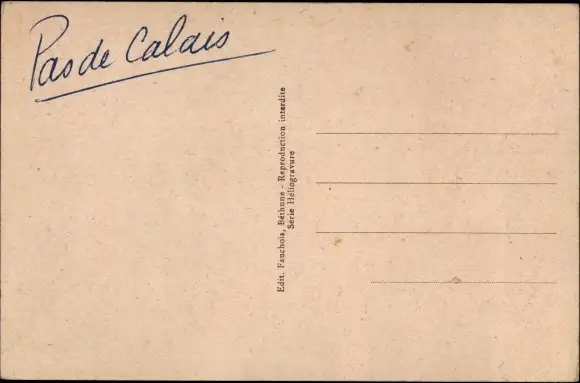 Pas de Calais
Edit. Fauchois, Béthune - Reproduction interdite
Série Héliogravure